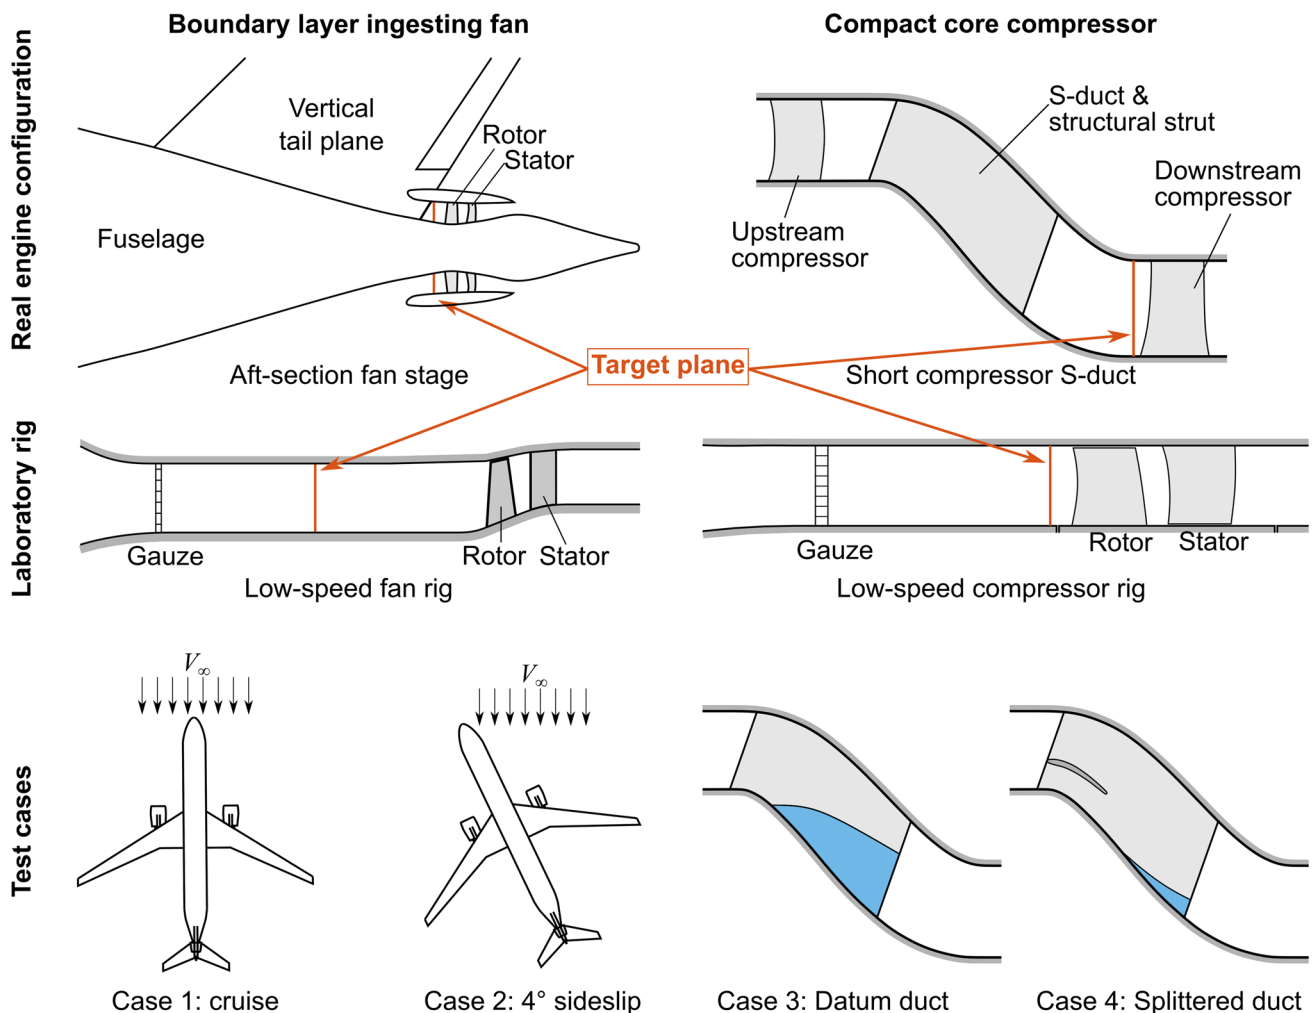 Boundary layer ingesting fan
Compact core compressor
Real engine configuration
Vertical
tail plane
Rotor
Stator
Fuselage
Aft-section fan stage
S-duct &
structural strut
Downstream
compressor
Upstream
compressor
Short compressor S-duct
Target plane
Laboratory rig
Gauze
Rotor
Stator
Low-speed fan rig
Gauze
Rotor
Stator
Low-speed compressor rig
Test cases
V∞
V∞
Case 1: cruise
Case 2: 4° sideslip
Case 3: Datum duct
Case 4: Splittered duct